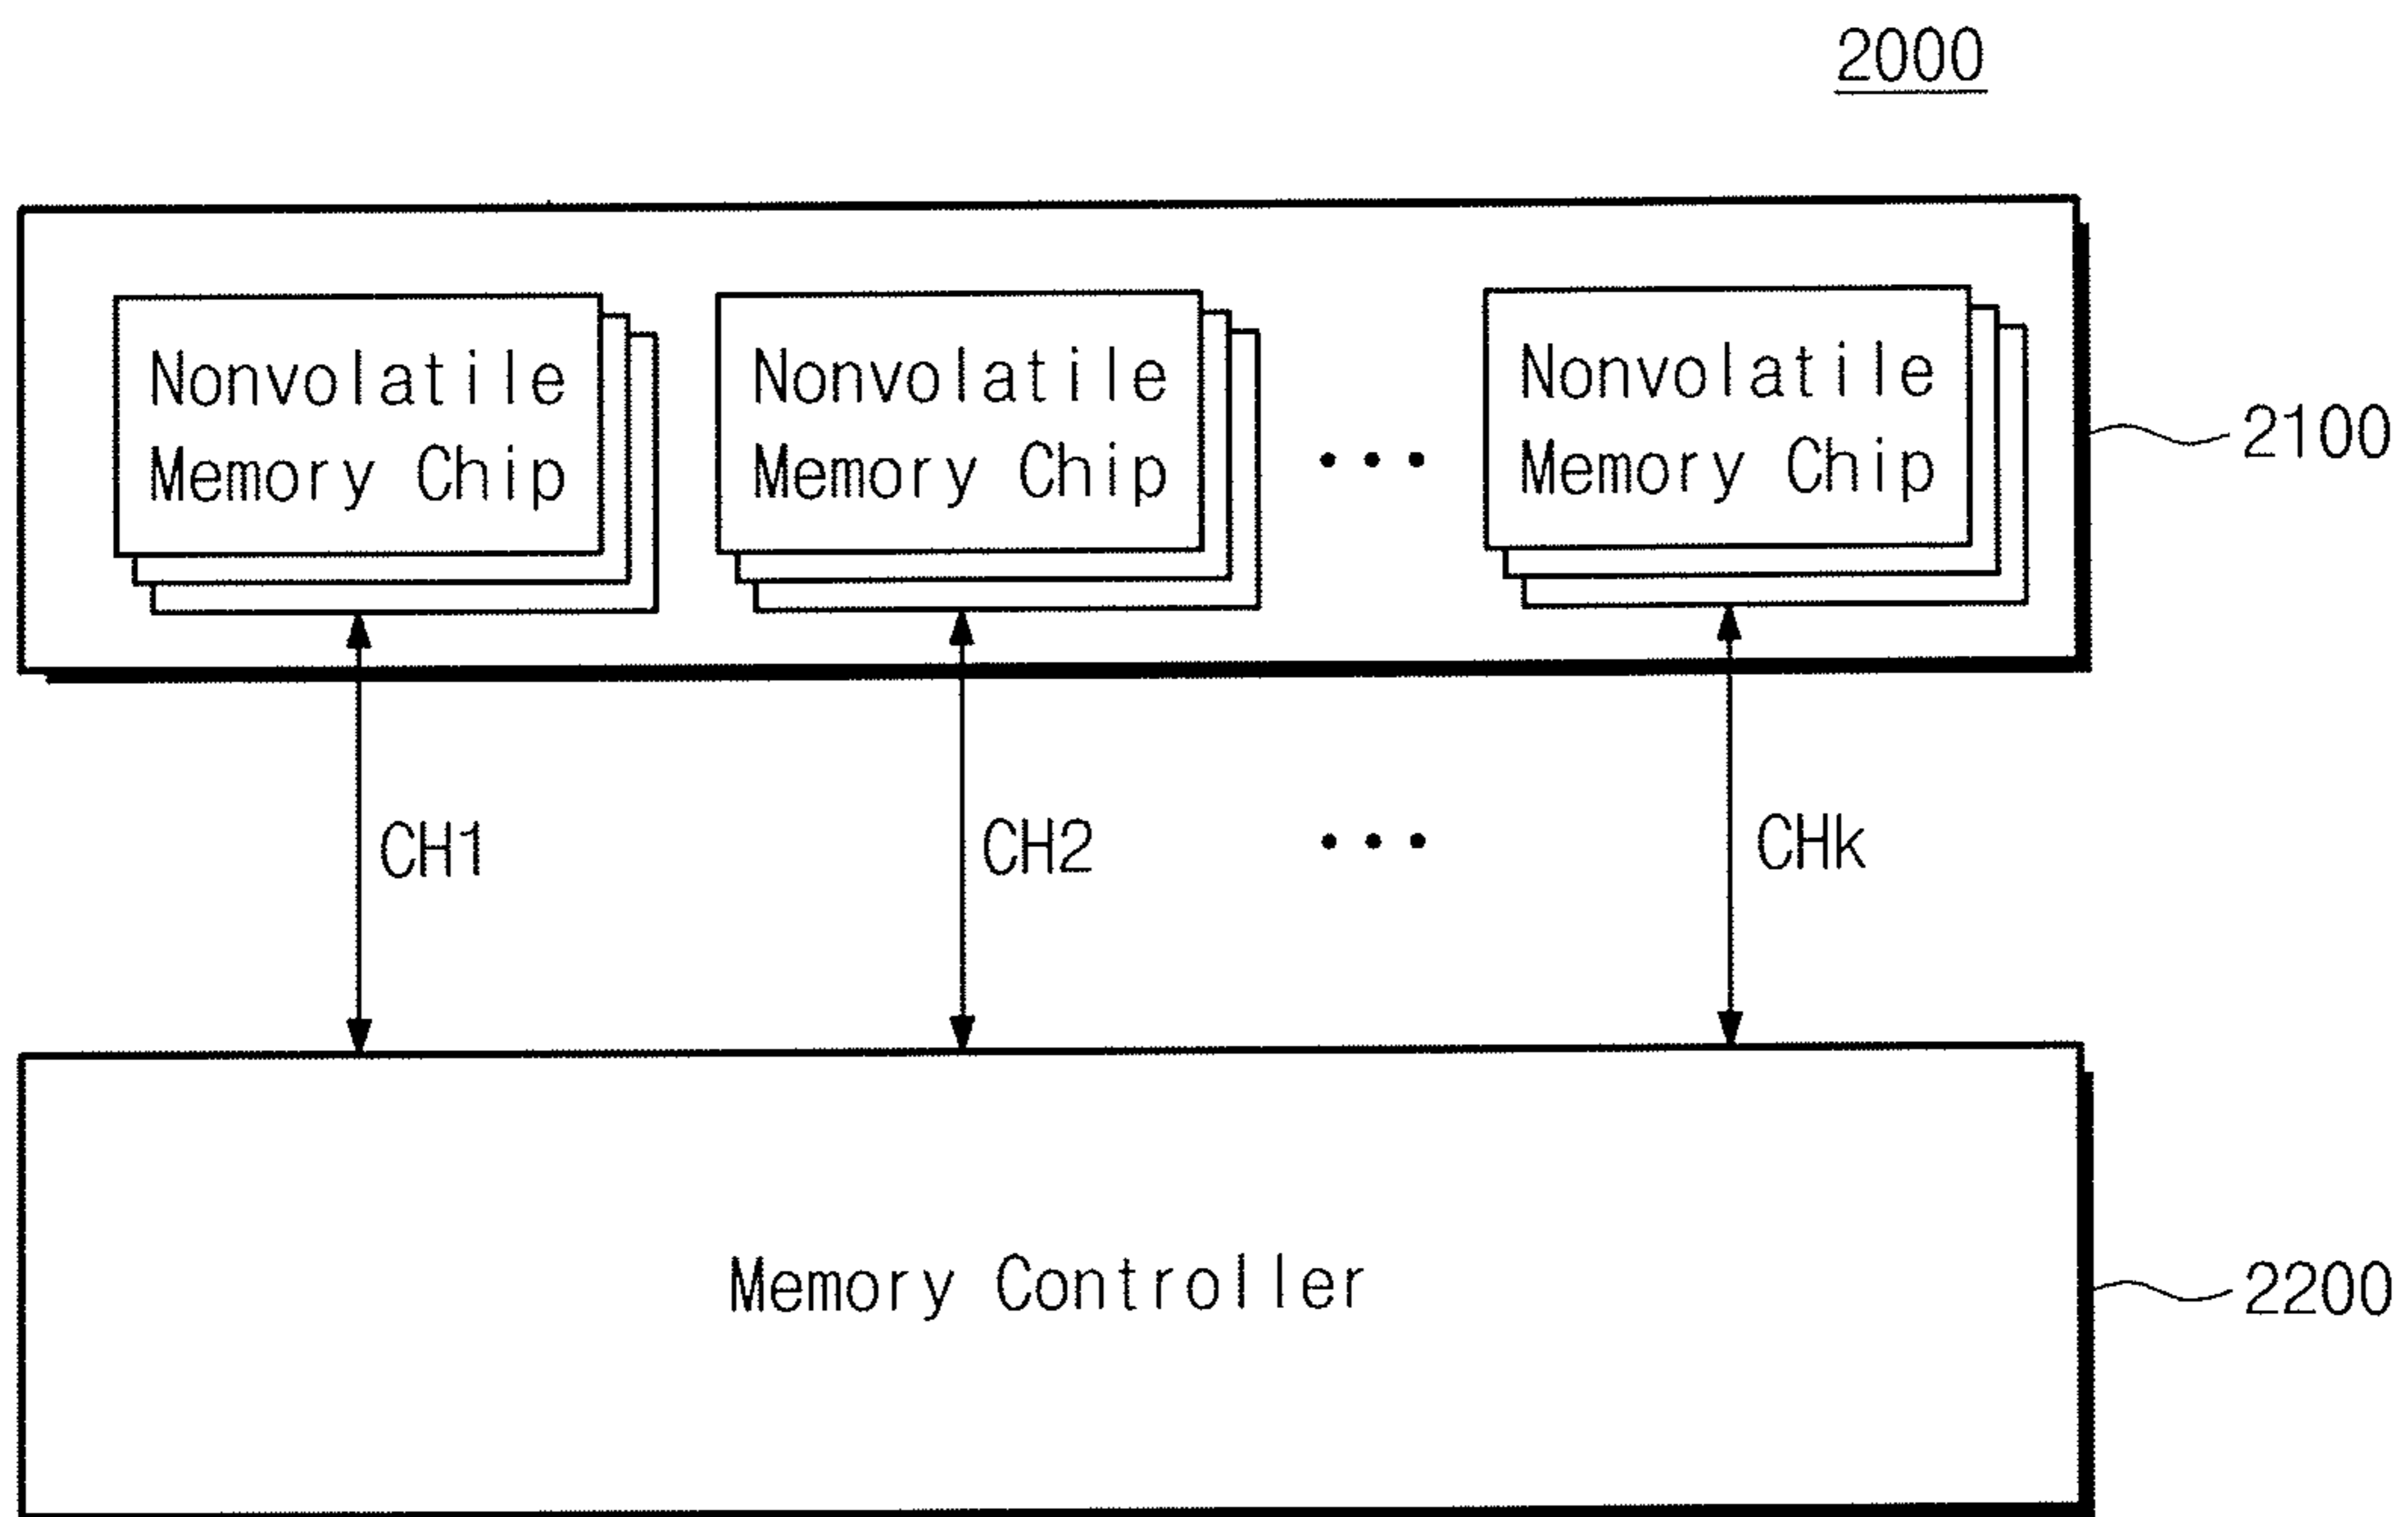 2000
Nonvolatile
Memory Chip
Nonvolatile
Memory Chip
Nonvolatile
Memory Chip
...
2100
CH1
CH2
...
CHk
Memory Controller
2200